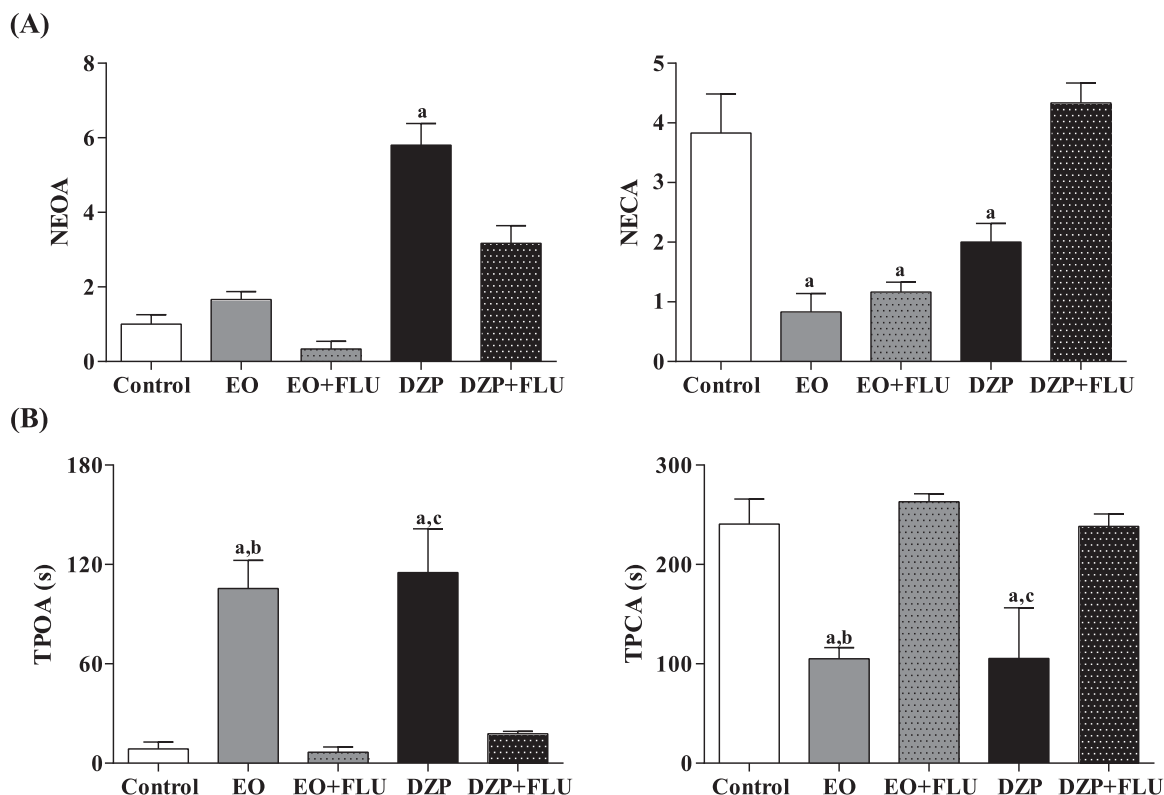 (A)
8
6
4
2
0
NEOA
a
Control EO EO+FLU DZP DZP+FLU
5
4
3
2
1
0
NECA
a
a
a
Control EO EO+FLU DZP DZP+FLU
(B)
180
120
60
0
TPOA (s)
a,b
a,c
Control EO EO+FLU DZP DZP+FLU
300
200
100
0
TPCA (s)
a,b
a,c
Control EO EO+FLU DZP DZP+FLU